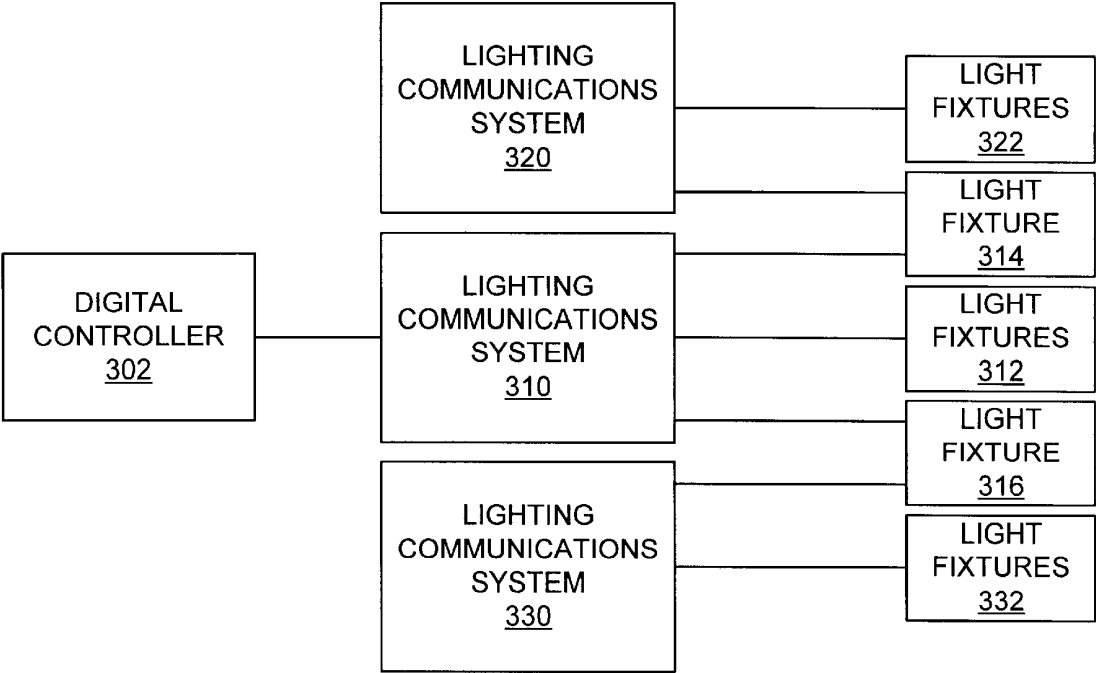 DIGITAL
CONTROLLER
302
LIGHTING
COMMUNICATIONS
SYSTEM
320
LIGHTING
COMMUNICATIONS
SYSTEM
310
LIGHTING
COMMUNICATIONS
SYSTEM
330
LIGHT
FIXTURES
322
LIGHT
FIXTURE
314
LIGHT
FIXTURES
312
LIGHT
FIXTURE
316
LIGHT
FIXTURES
332